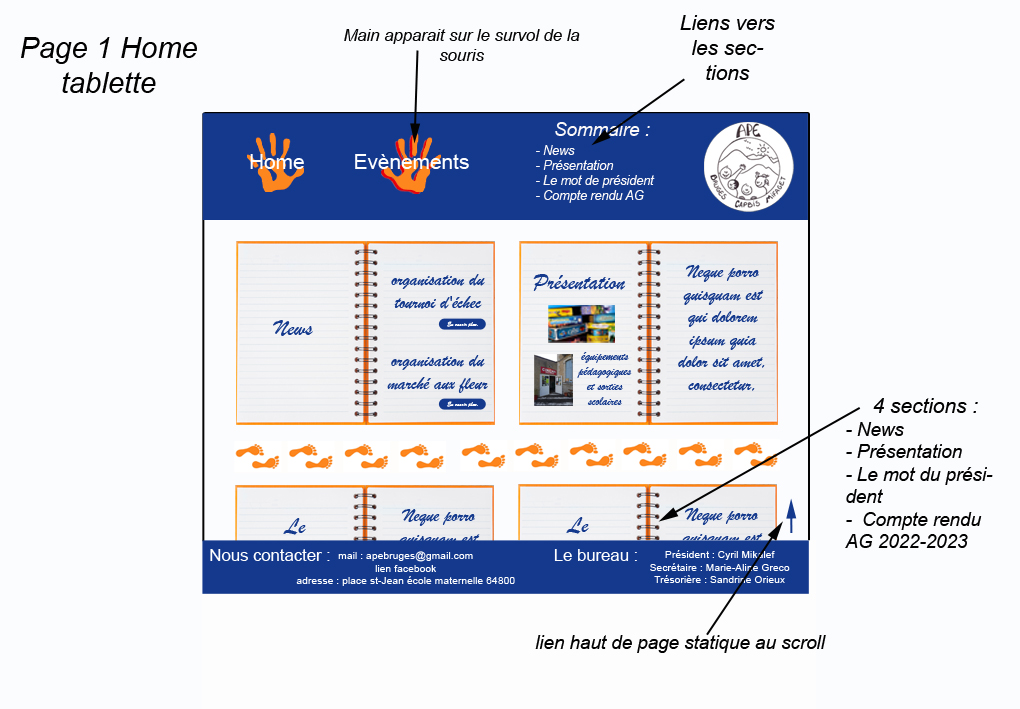 Page 1 Home
tablette
Main apparait sur le survol de la
souris
Liens vers
les sec-
tions
Home
Evènements
Sommaire :
- News
- Présentation
- Le mot de président
- Compte rendu AG
APE
BRUGES CAPBIS MIFAGET
News
organisation du
tournoi d'échec
En savoir plus.
organisation du
marché aux fleur
En savoir plus.
Présentation
équipements
pédagogiques
et sorties
scolaires
Neque porro
quisquam est
qui dolorem
ipsum quia
dolor sit amet,
consectetur,
4 sections :
- News
- Présentation
- Le mot du prési-
dent
- Compte rendu
AG 2022-2023
Le
Neque porro
quisquam est
Le
Neque porro
quisquam est
Nous contacter :
mail : apebruges@gmail.com
lien facebook
adresse : place st-Jean école maternelle 64800
Le bureau :
Président : Cyril Mikalef
Secrétaire : Marie-Aline Greco
Trésorière : Sandrine Orieux
lien haut de page statique au scroll